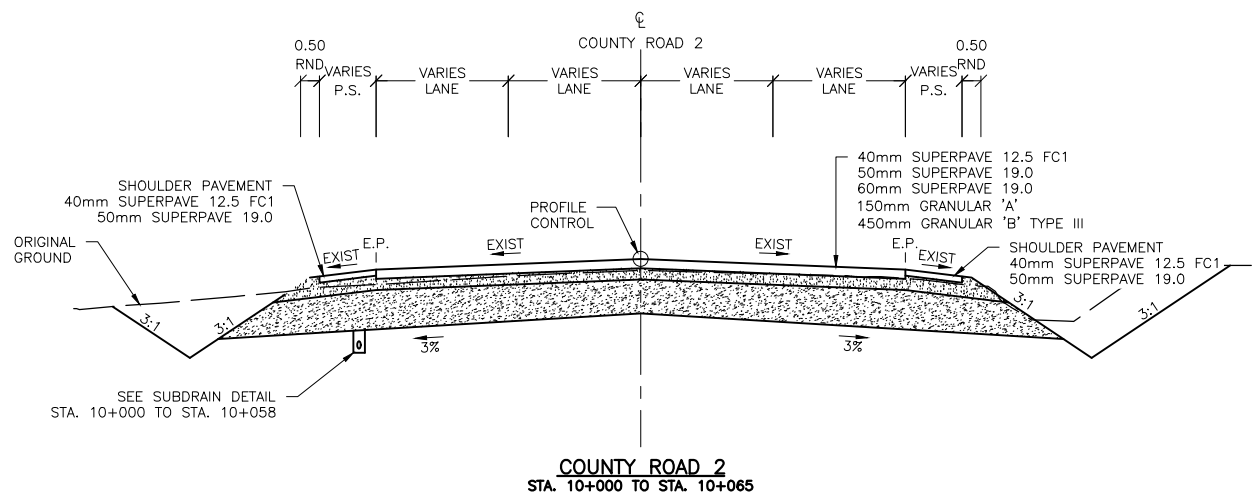 ℄
COUNTY ROAD 2
0.50
RND
VARIES
P.S.
VARIES
LANE
VARIES
LANE
VARIES
LANE
VARIES
LANE
VARIES
P.S.
0.50
RND
SHOULDER PAVEMENT
40mm SUPERPAVE 12.5 FC1
50mm SUPERPAVE 19.0
PROFILE
CONTROL
40mm SUPERPAVE 12.5 FC1
50mm SUPERPAVE 19.0
60mm SUPERPAVE 19.0
150mm GRANULAR 'A'
450mm GRANULAR 'B' TYPE III
ORIGINAL
GROUND
EXIST
E.P.
EXIST
EXIST
E.P.
EXIST
SHOULDER PAVEMENT
40mm SUPERPAVE 12.5 FC1
50mm SUPERPAVE 19.0
3:1
3:1
3:1
3:1
3%
3%
SEE SUBDRAIN DETAIL
STA. 10+000 TO STA. 10+058
COUNTY ROAD 2
STA. 10+000 TO STA. 10+065